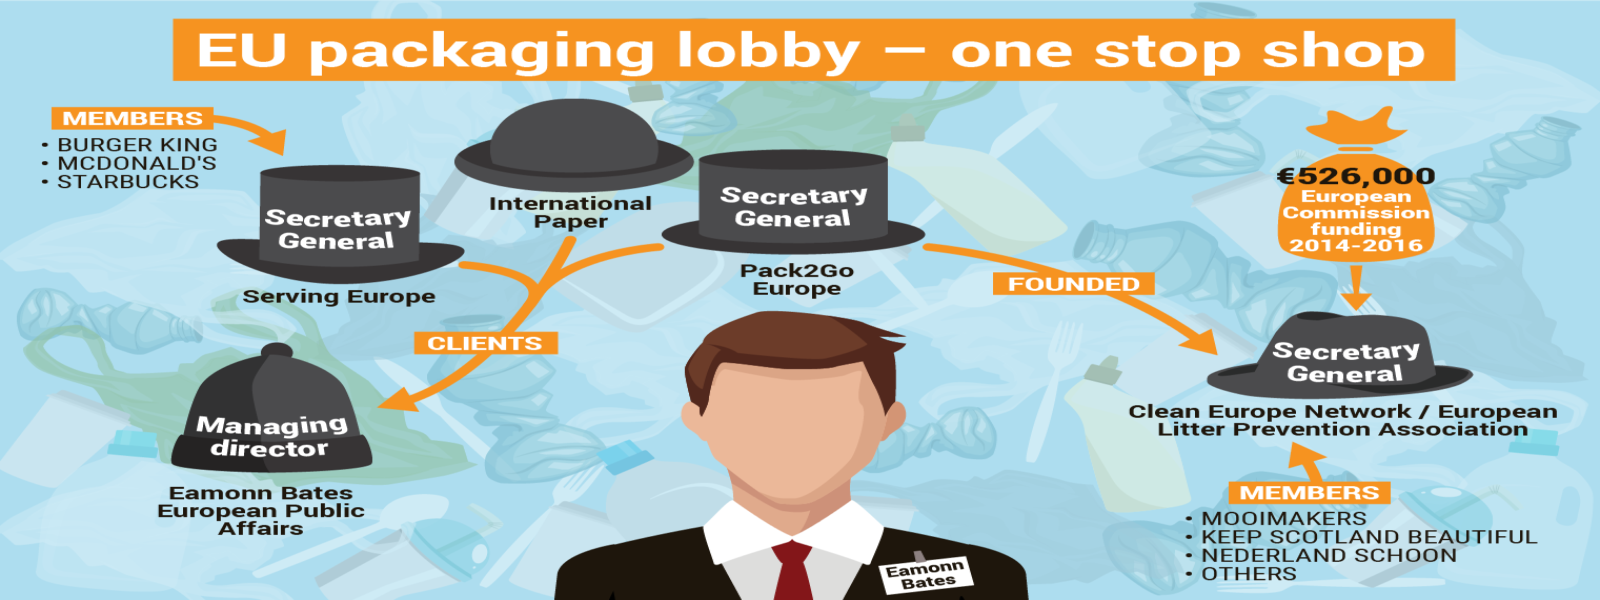 EU packaging lobby – one stop shop
MEMBERS
• BURGER KING
• MCDONALD'S
• STARBUCKS
Secretary
General
Serving Europe
International
Paper
Secretary
General
Pack2Go
Europe
CLIENTS
Managing
director
Eamonn Bates
European Public
Affairs
FOUNDED
€526,000
European
Commission
funding
2014-2016
Secretary
General
Clean Europe Network / European
Litter Prevention Association
MEMBERS
• MOOIMAKERS
• KEEP SCOTLAND BEAUTIFUL
• NEDERLAND SCHOON
• OTHERS
Eamonn
Bates